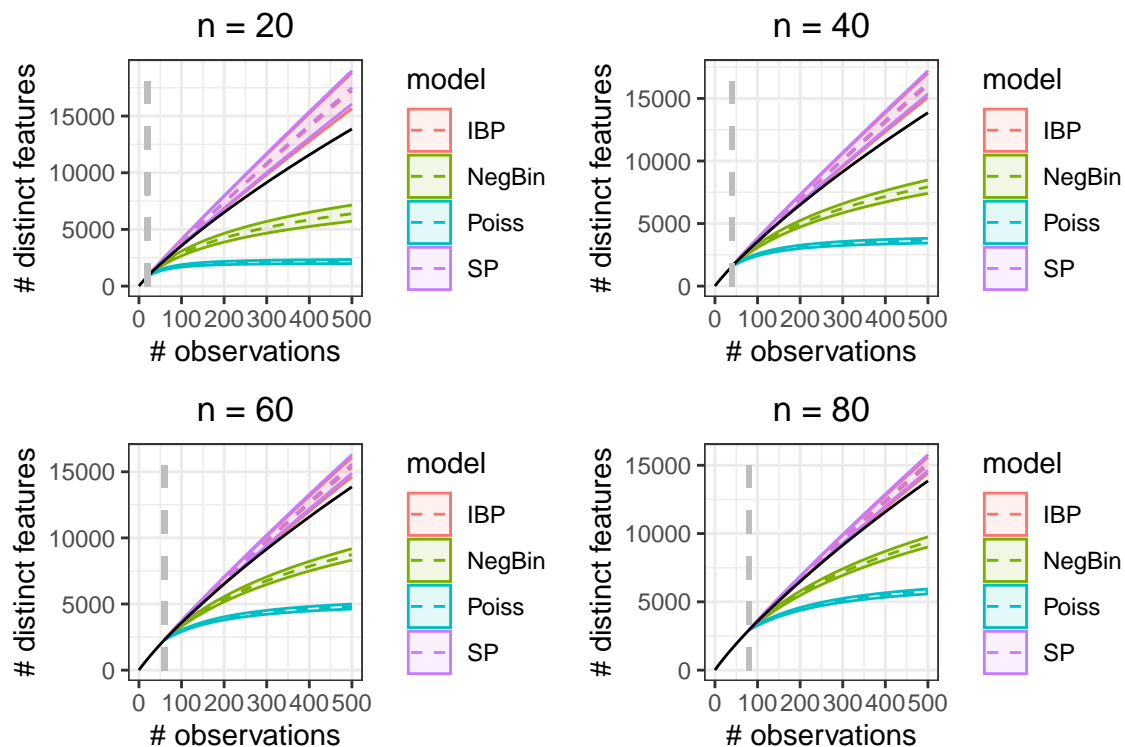 n = 20
# distinct features
15000
10000
5000
0
0 100 200 300 400 500
# observations
model
IBP
NegBin
Poiss
SP
n = 40
# distinct features
15000
10000
5000
0
0 100 200 300 400 500
# observations
model
IBP
NegBin
Poiss
SP
n = 60
# distinct features
15000
10000
5000
0
0 100 200 300 400 500
# observations
model
IBP
NegBin
Poiss
SP
n = 80
# distinct features
15000
10000
5000
0
0 100 200 300 400 500
# observations
model
IBP
NegBin
Poiss
SP